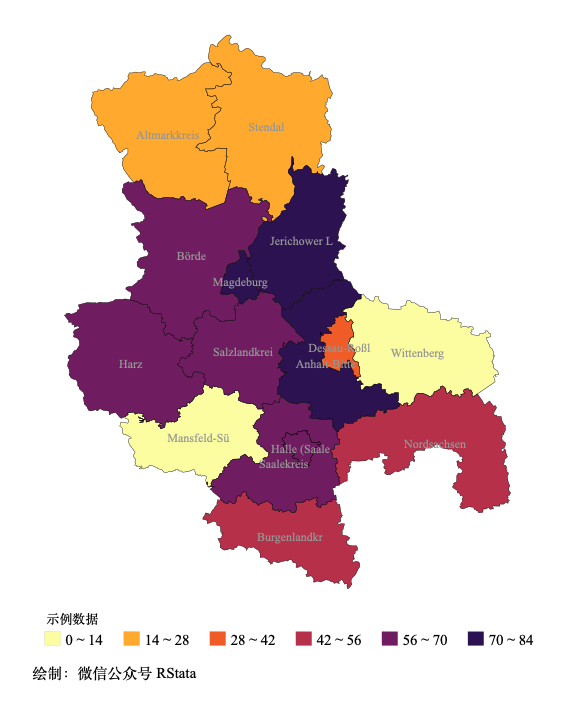 Stendal
Altmarkkreis
Jerichower L
Börde
Magdeburg
Dessau-Roßl
Salzlandkrei
Wittenberg
Harz
Anhalt-Bitte
Mansfeld-Sü
Nordsachsen
Halle (Saale
Saalekreis
Burgenlandkr
示例数据
0 ~ 14 14 ~ 28 28 ~ 42 42 ~ 56 56 ~ 70 70 ~ 84
绘制：微信公众号 RStata